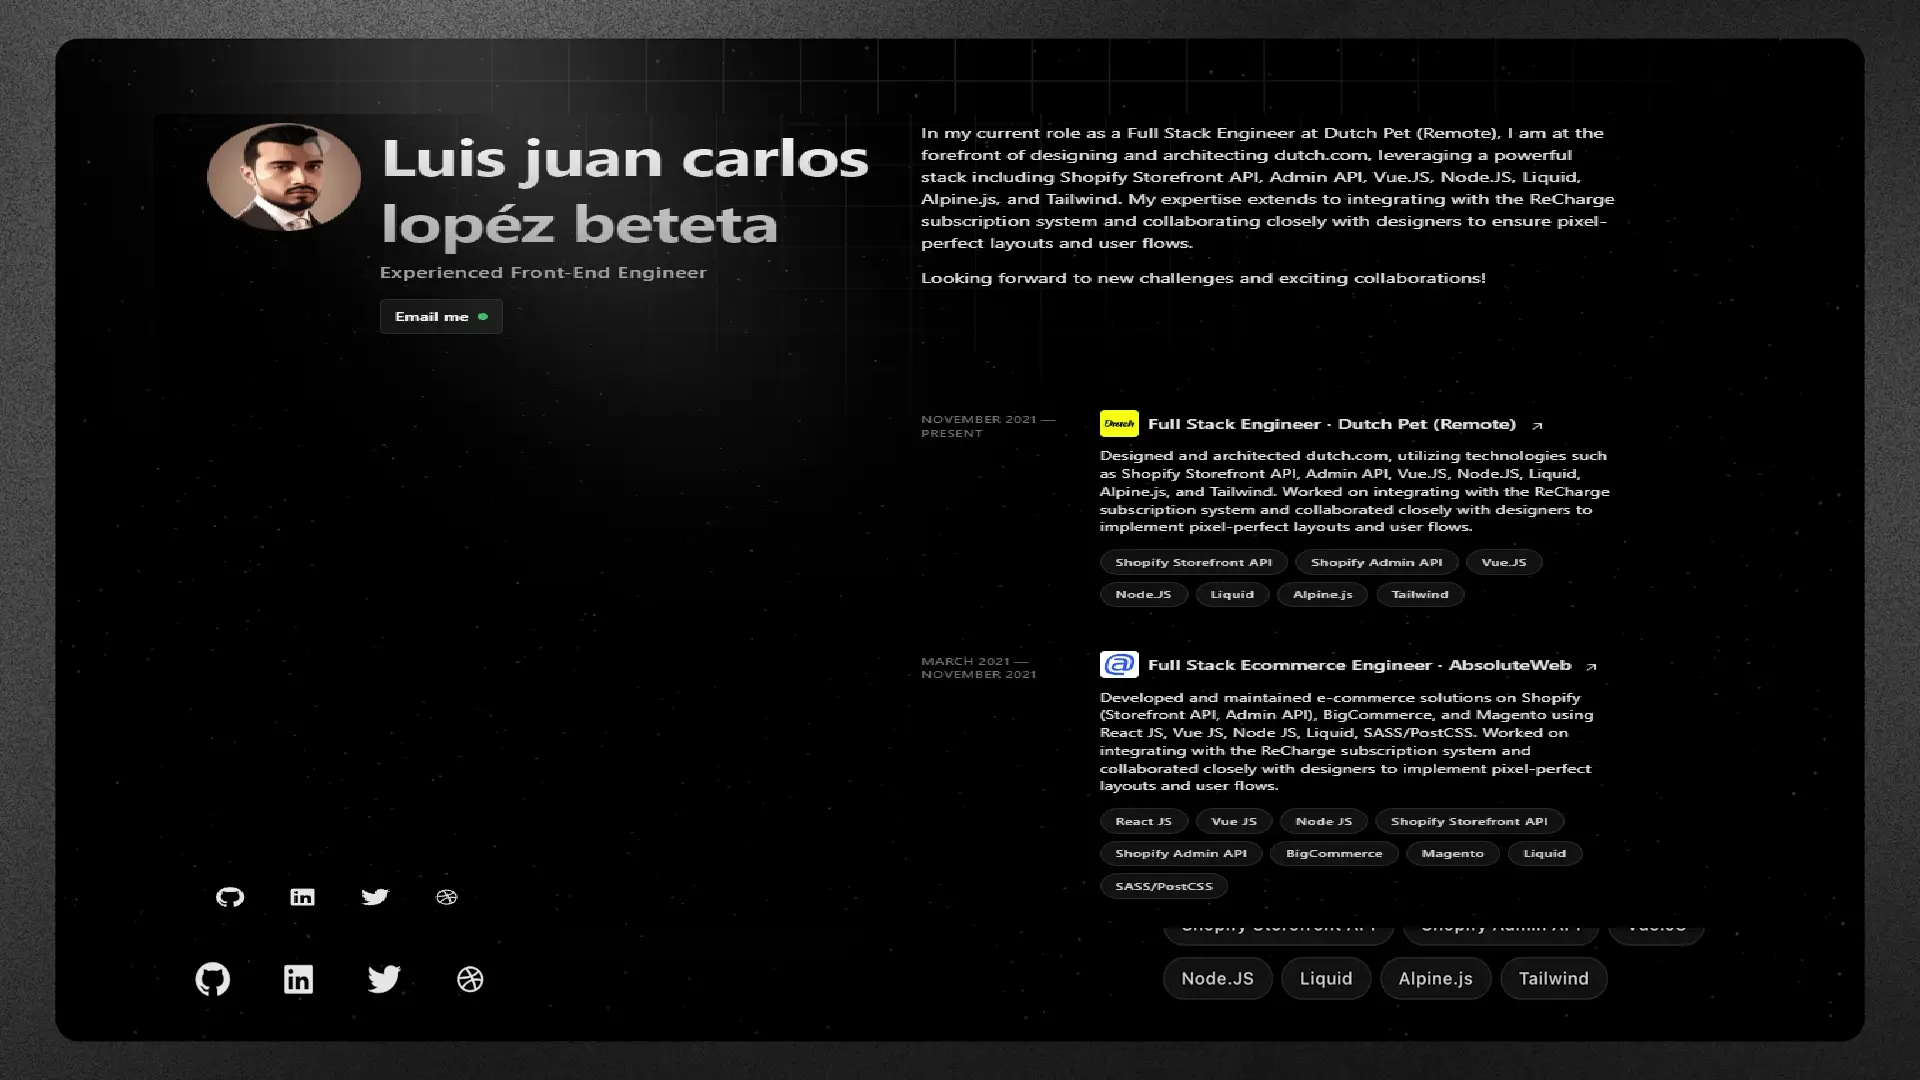 Luis juan carlos
lopéz beteta
Experienced Front-End Engineer
Email me
In my current role as a Full Stack Engineer at Dutch Pet (Remote), I am at the
forefront of designing and architecting dutch.com, leveraging a powerful
stack including Shopify Storefront API, Admin API, Vue.JS, Node.JS, Liquid,
Alpine.js, and Tailwind. My expertise extends to integrating with the ReCharge
subscription system and collaborating closely with designers to ensure pixel-
perfect layouts and user flows.
Looking forward to new challenges and exciting collaborations!
NOVEMBER 2021 —
PRESENT
Dutch
Full Stack Engineer · Dutch Pet (Remote)
Designed and architected dutch.com, utilizing technologies such
as Shopify Storefront API, Admin API, Vue.JS, Node.JS, Liquid,
Alpine.js, and Tailwind. Worked on integrating with the ReCharge
subscription system and collaborated closely with designers to
implement pixel-perfect layouts and user flows.
Shopify Storefront API Shopify Admin API Vue.JS
Node.JS Liquid Alpine.js Tailwind
MARCH 2021 —
NOVEMBER 2021
@
Full Stack Ecommerce Engineer · AbsoluteWeb
Developed and maintained e-commerce solutions on Shopify
(Storefront API, Admin API), BigCommerce, and Magento using
React JS, Vue JS, Node JS, Liquid, SASS/PostCSS. Worked on
integrating with the ReCharge subscription system and
collaborated closely with designers to implement pixel-perfect
layouts and user flows.
React JS Vue JS Node JS Shopify Storefront API
Shopify Admin API BigCommerce Magento Liquid
SASS/PostCSS
in
Shopify Storefront API Shopify Admin API Vue.JS
in
Node.JS Liquid Alpine.js Tailwind